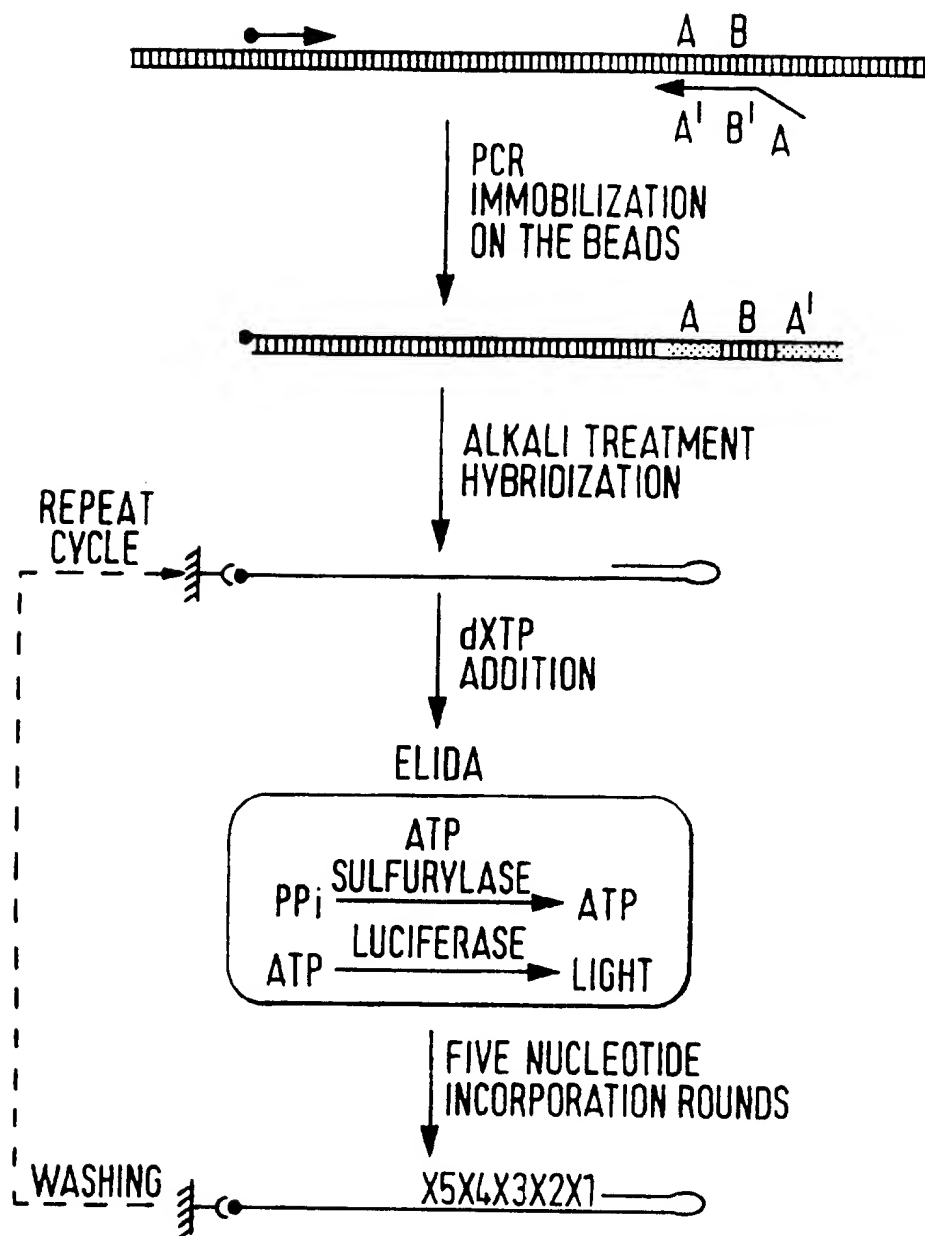 A B
A' B' A
PCR
IMMOBILIZATION
ON THE BEADS
A B A'
ALKALI TREATMENT
HYBRIDIZATION
REPEAT
CYCLE
dXTP
ADDITION
ELIDA
ATP
SULFURYLASE
PPi ATP
LUCIFERASE
ATP LIGHT
FIVE NUCLEOTIDE
INCORPORATION ROUNDS
WASHING
X5X4X3X2X1